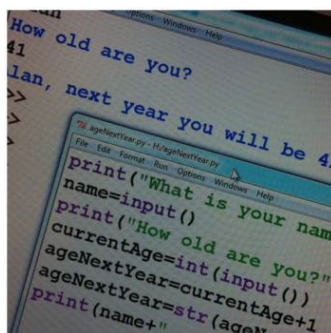 Options Windows Help
How old are you?
41
lan, next year you will be 4
>>
>
ageNextYear.py - H:/ageNextYear.py
File Edit Format Run Options Windows Help
print("What is your nam
name=input()
print("How old are you?"
currentAge=int(input())
ageNextYear=currentAge+1
ageNextYear=str(ageN
print(name+"